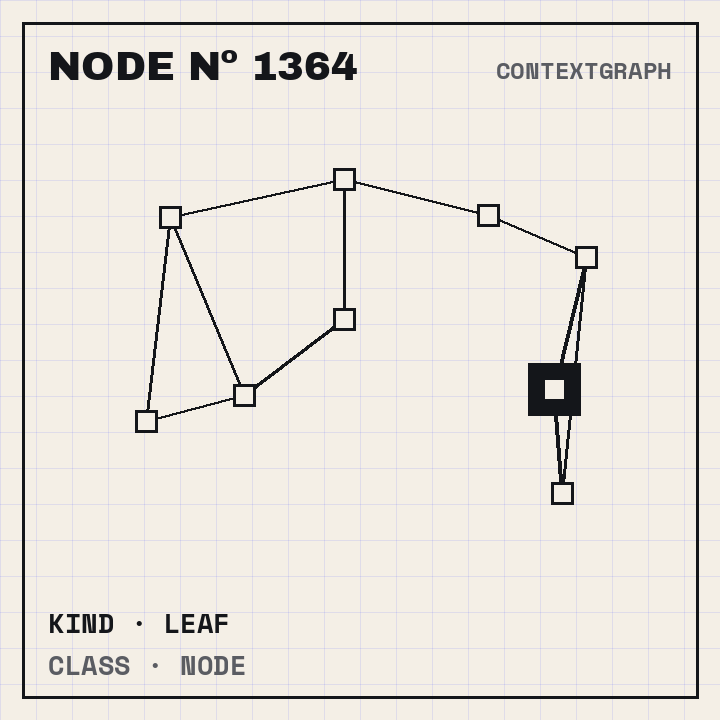 NODE Nº 1364
CONTEXTGRAPH
KIND · LEAF
CLASS · NODE